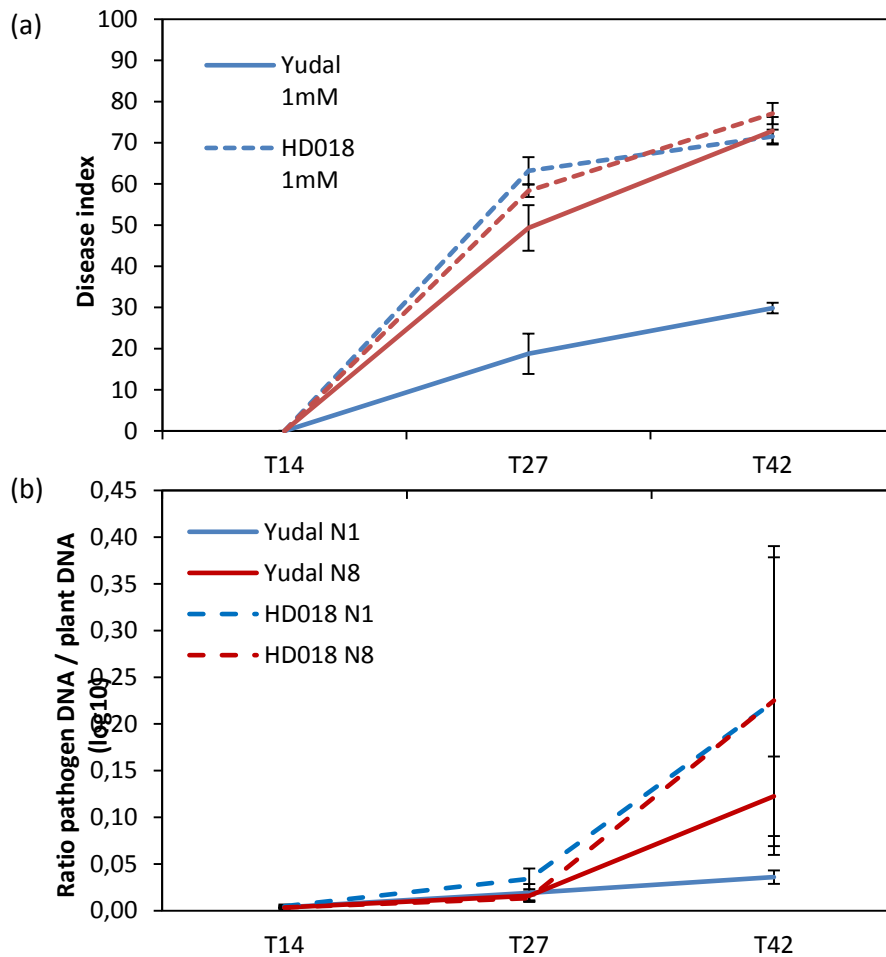 (a)
Disease index
100
90
80
70
60
50
40
30
20
10
0
Yudal
1mM
HD018
1mM
T14
T27
T42
(b)
Ratio pathogen DNA / plant DNA
(log10)
0,45
0,40
0,35
0,30
0,25
0,20
0,15
0,10
0,05
0,00
Yudal N1
Yudal N8
HD018 N1
HD018 N8
T14
T27
T42